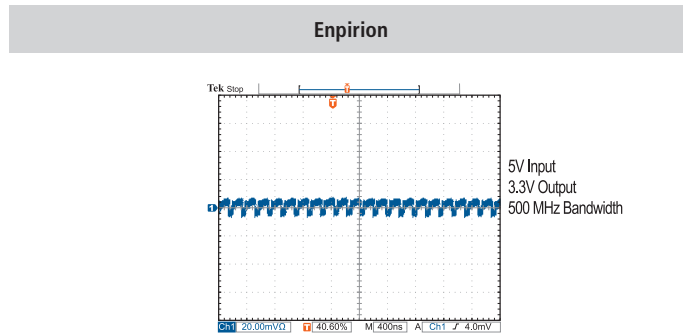 Enpirion
Tek Stop
T
T
5V Input
3.3V Output
500 MHz Bandwidth
1
Ch1 20.00mVΩ T 40.60% M 400ns A Ch1 ƒ 4.0mV